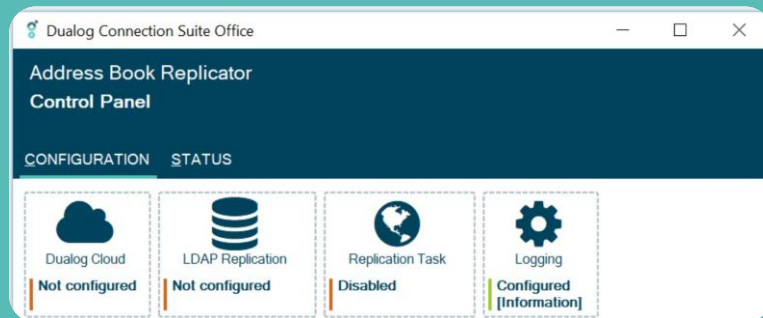 Dualog Connection Suite Office
Address Book Replicator
Control Panel
CONFIGURATION STATUS
Dualog Cloud
Not configured
LDAP Replication
Not configured
Replication Task
Disabled
Logging
Configured
[Information]